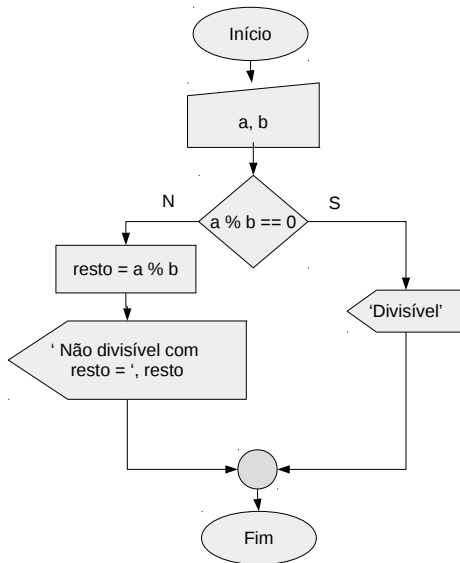 Início
a, b
N
S
a % b == 0
resto = a % b
‘Divisível’
‘ Não divisível com
resto = ‘, resto
Fim